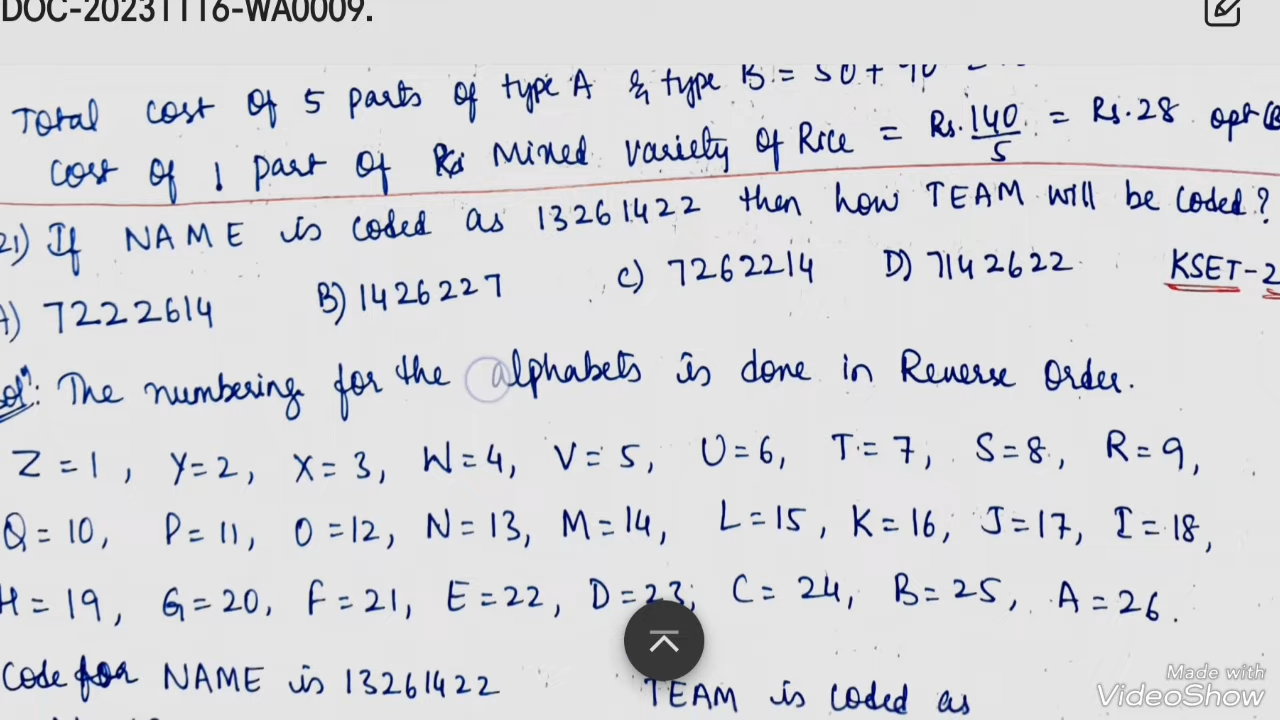 DOC-20231116-WA0009.
Total cost of 5 parts of type A & type B = 50 + 90
cost of 1 part of Rs Mixed variety of Rice = Rs. 140/5 = Rs. 28 opt(B
21) If NAME is coded as 13261422 then how TEAM will be coded?
A) 7222614 B) 1426227 C) 7262214 D) 7142622 KSET-2
Solⁿ: The numbering for the alphabets is done in Reverse Order.
Z = 1, Y = 2, X = 3, W = 4, V = 5, U = 6, T = 7, S = 8, R = 9,
Q = 10, P = 11, O = 12, N = 13, M = 14, L = 15, K = 16, J = 17, I = 18,
H = 19, G = 20, F = 21, E = 22, D = 23, C = 24, B = 25, A = 26.
Code for NAME is 13261422 TEAM is coded as
Made with
VideoShow